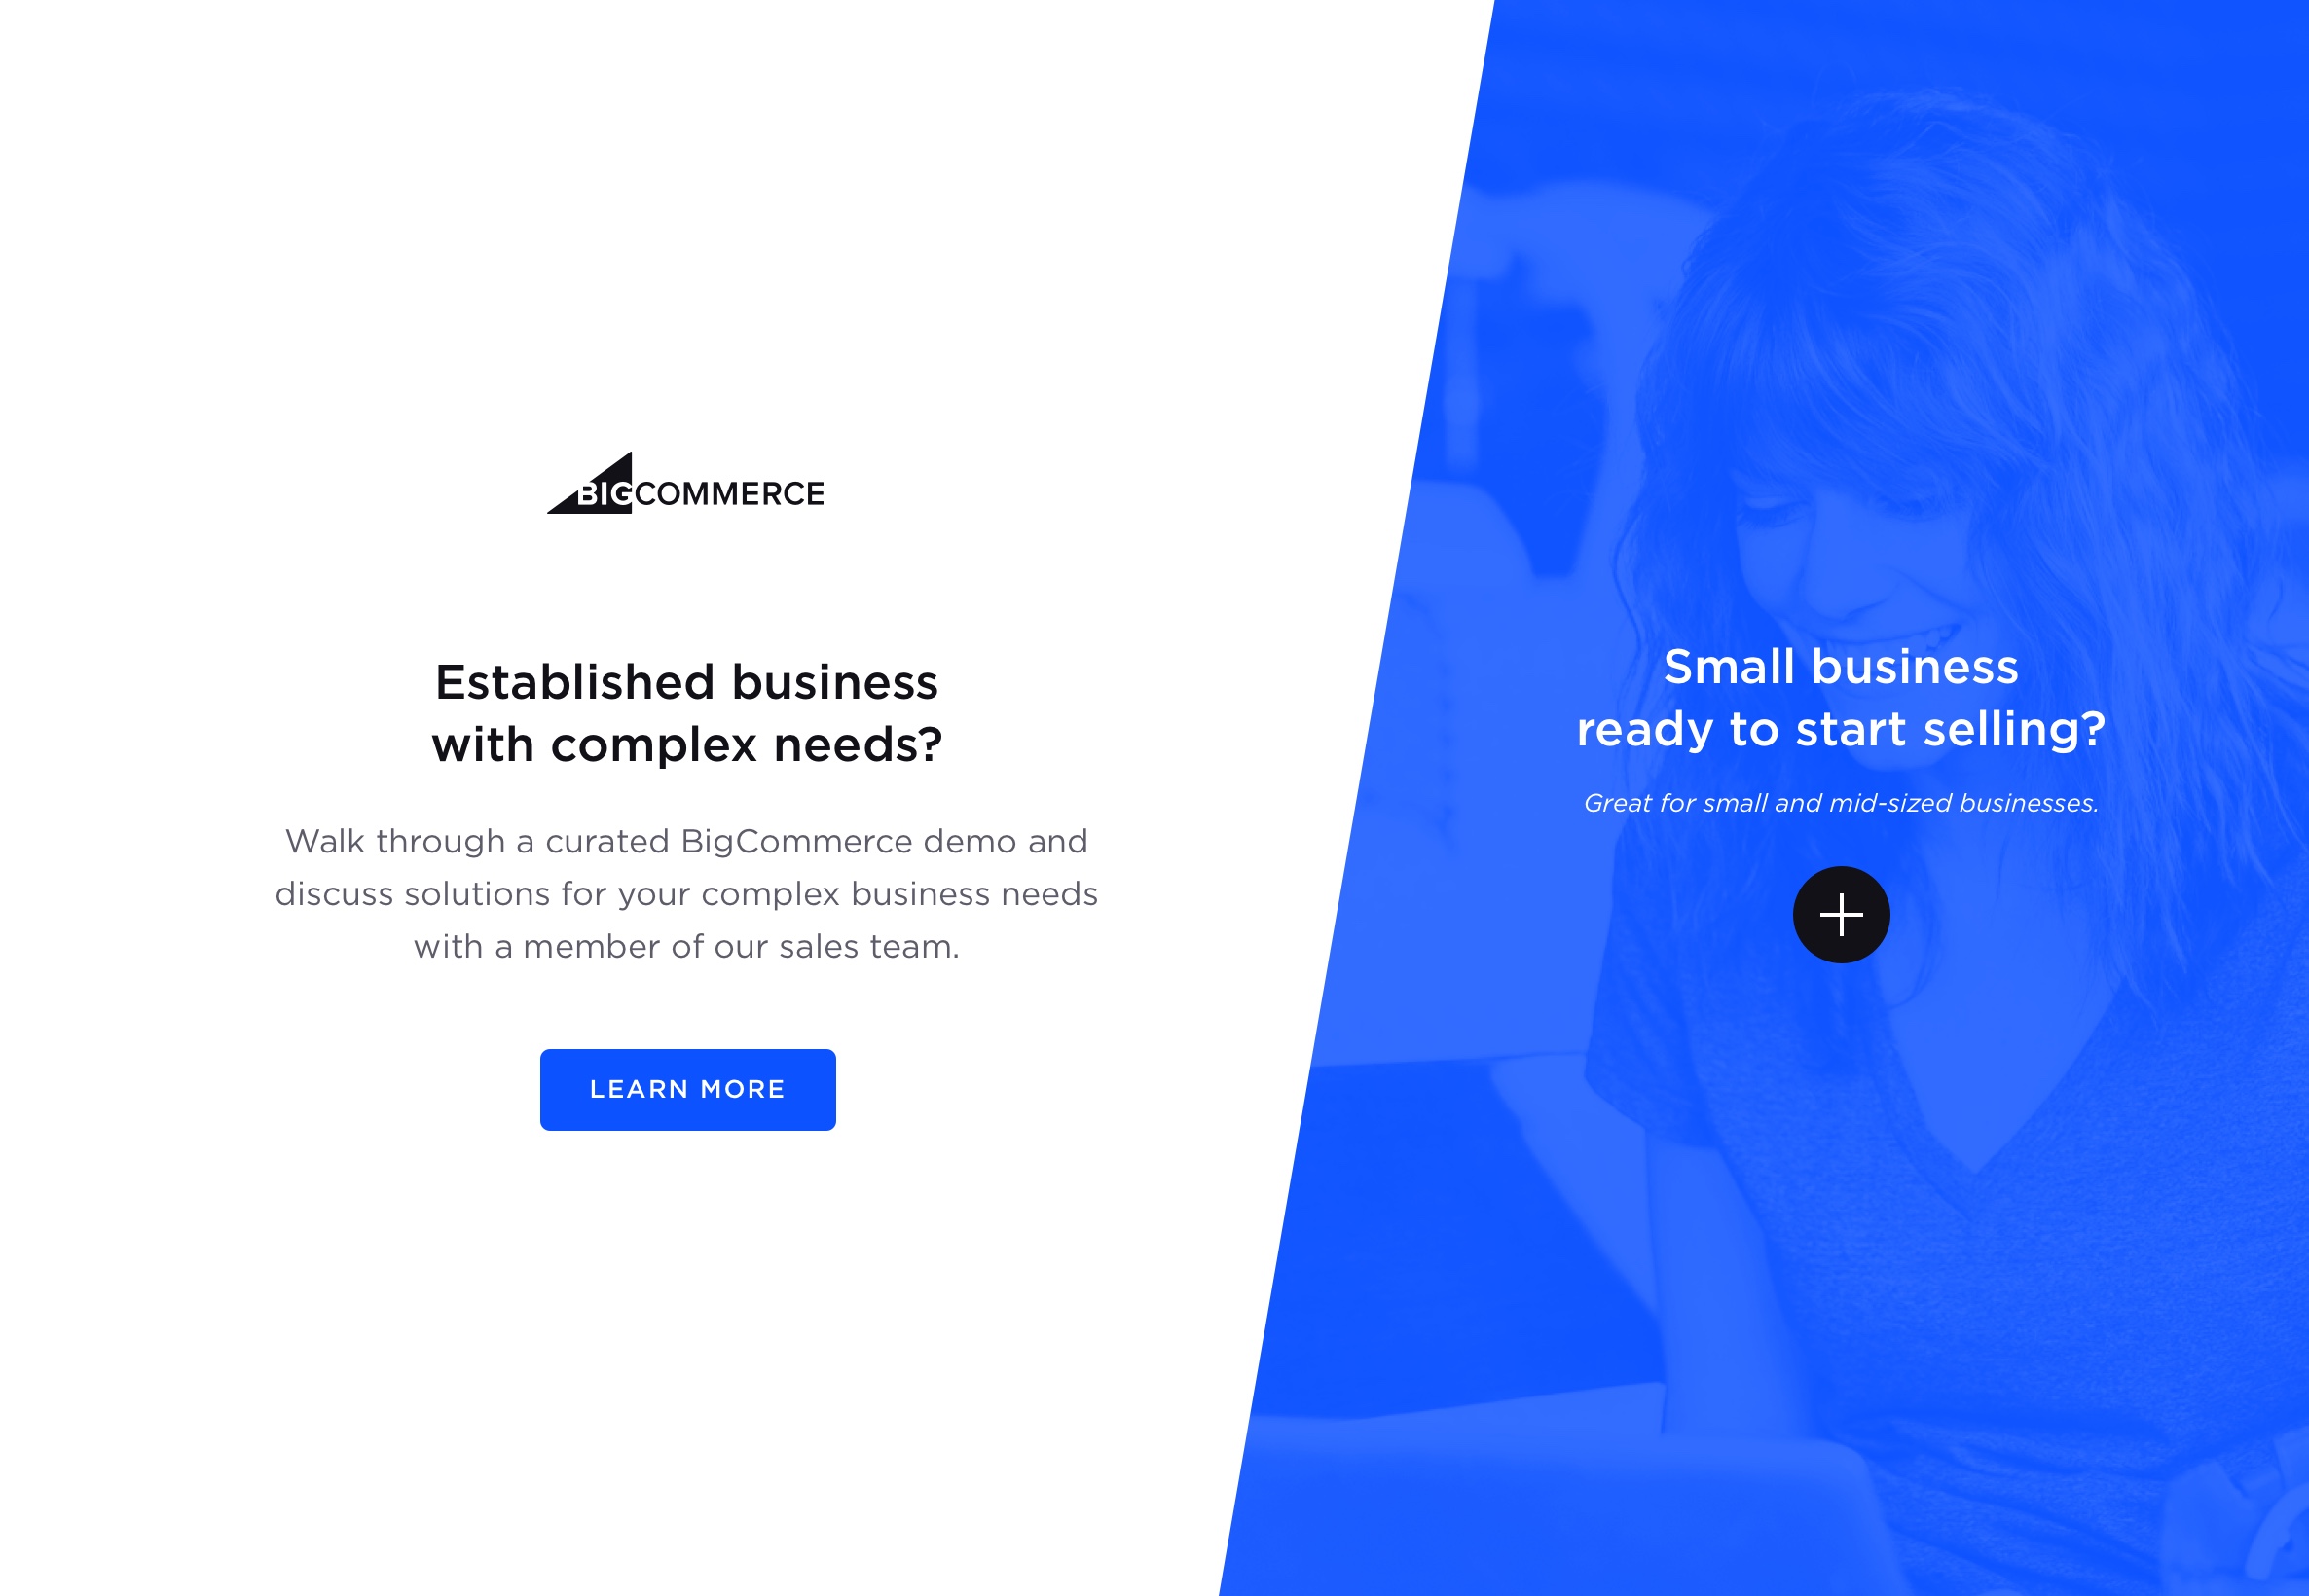 BIGCOMMERCE
Established business
with complex needs?
Walk through a curated BigCommerce demo and
discuss solutions for your complex business needs
with a member of our sales team.
LEARN MORE
Small business
ready to start selling?
Great for small and mid-sized businesses.